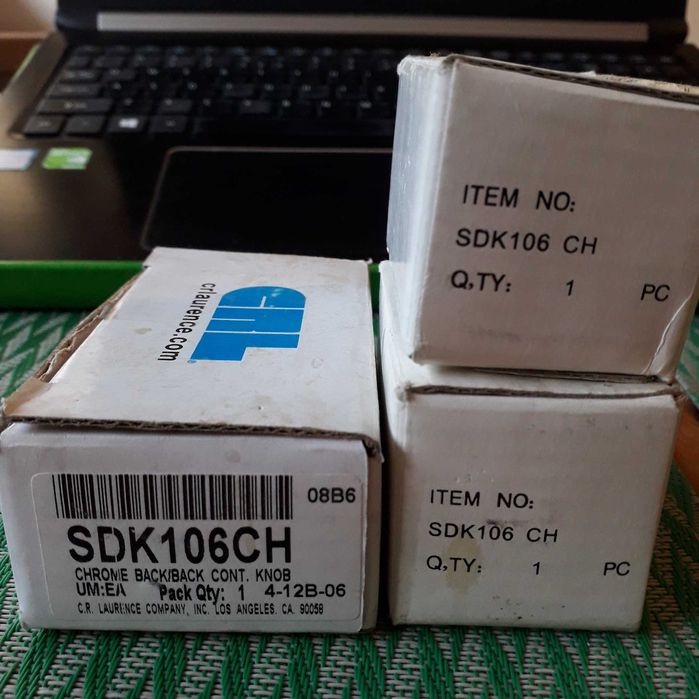 CRL
crlaurence.com
08B6
SDK106CH
CHROME BACK/BACK CONT. KNOB
UM:EA Pack Qty: 1 4-12B-06
C.R. LAURENCE COMPANY, INC. LOS ANGELES. CA. 90058
ITEM NO:
SDK106 CH
Q,TY: 1 PC
ITEM NO:
SDK106 CH
Q,TY: 1 PC